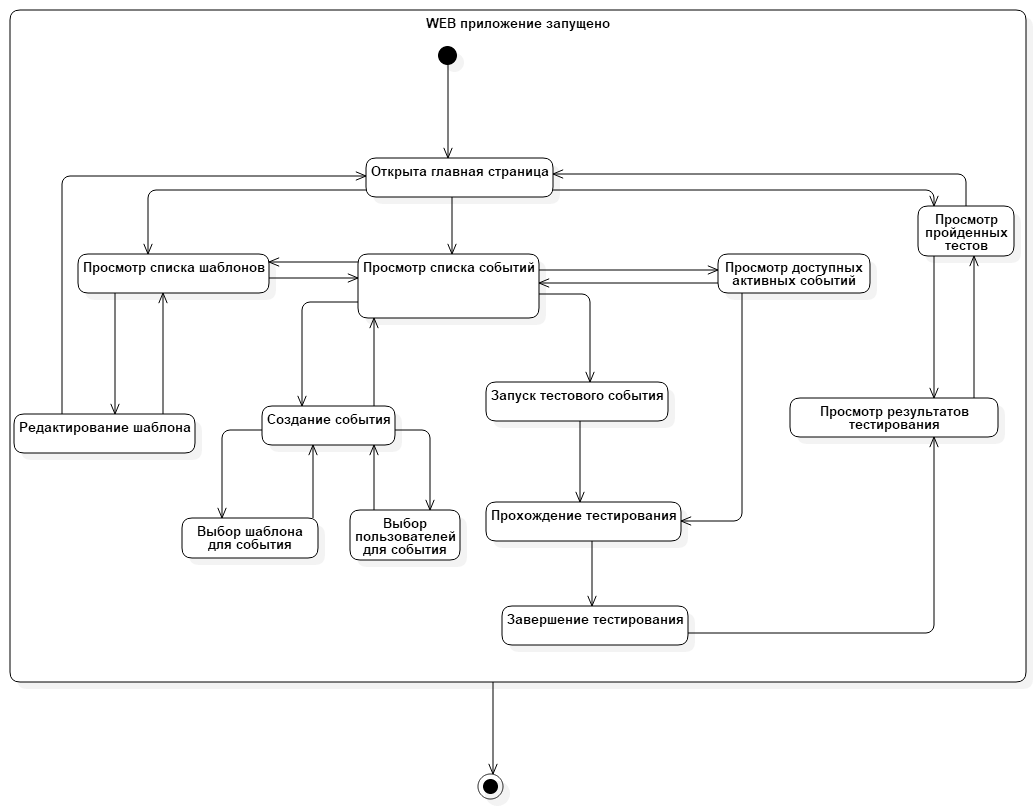 WEB приложение запущено
Открыта главная страница
Просмотр
пройденных
тестов
Просмотр списка шаблонов
Просмотр списка событий
Просмотр доступных
активных событий
Запуск тестового события
Просмотр результатов
тестирования
Создание события
Редактирование шаблона
Выбор шаблона
для события
Выбор
пользователей
для события
Прохождение тестирования
Завершение тестирования